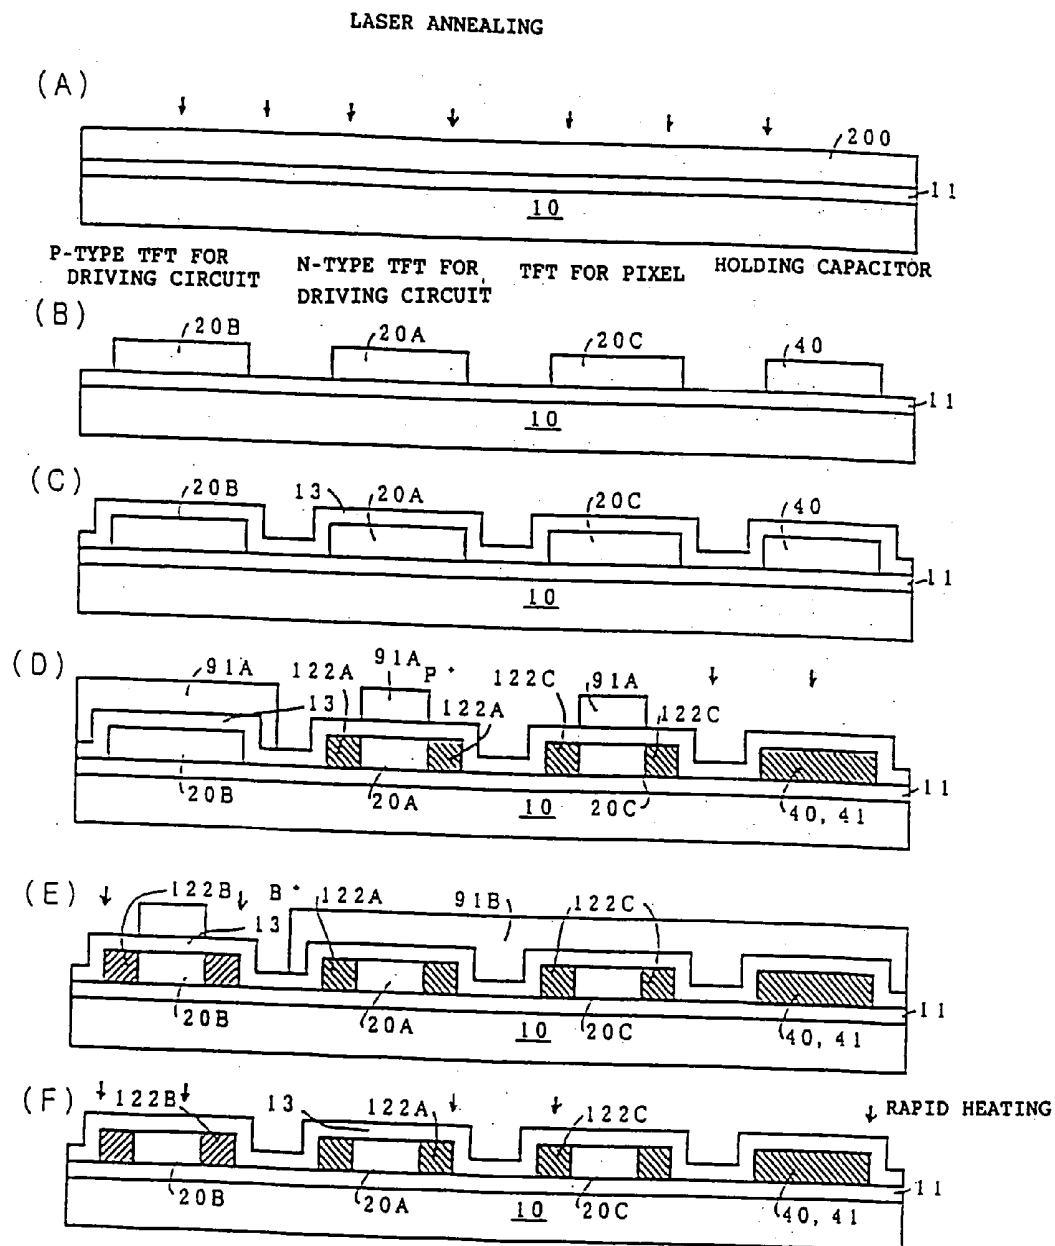 LASER ANNEALING
(A)
200
11
10
P-TYPE TFT FOR
DRIVING CIRCUIT
N-TYPE TFT FOR
DRIVING CIRCUIT
TFT FOR PIXEL
HOLDING CAPACITOR
(B)
20B
20A
20C
40
11
10
(C)
20B
13
20A
20C
40
11
10
(D)
91A
122A
13
91A
P+
122A
122C
91A
122C
20B
20A
10
20C
40, 41
11
(E)
122B
B+
13
122A
91B
122C
20B
20A
10
20C
40, 41
11
(F)
122B
13
122A
122C
RAPID HEATING
20B
20A
10
20C
40, 41
11